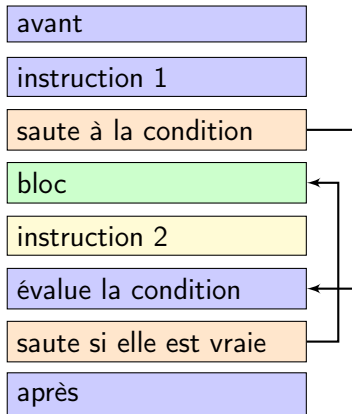 avant
instruction 1
saute à la condition
bloc
instruction 2
évalue la condition
saute si elle est vraie
après